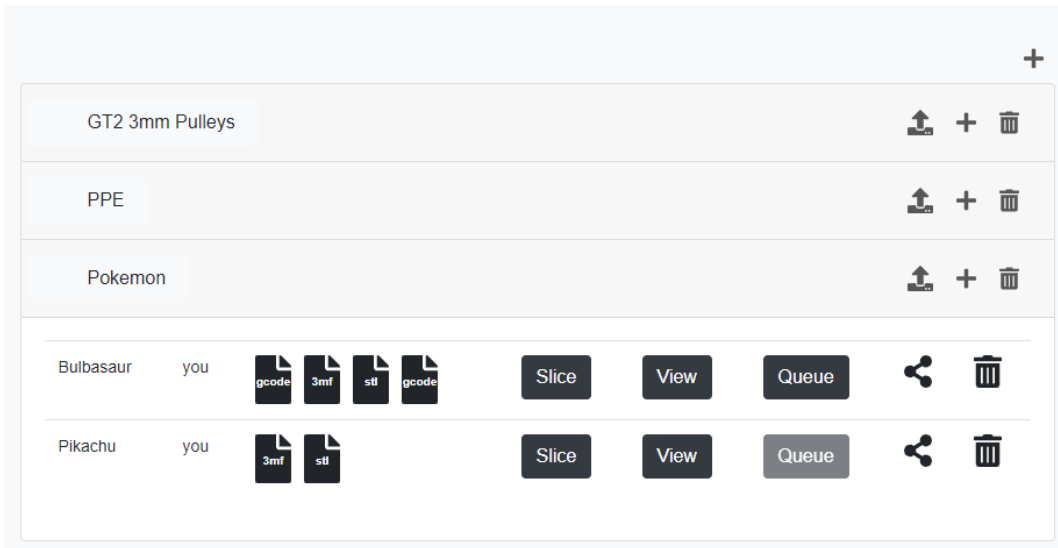 GT2 3mm Pulleys
PPE
Pokemon
Bulbasaur you gcode 3mf stl gcode Slice View Queue
Pikachu you 3mf stl Slice View Queue